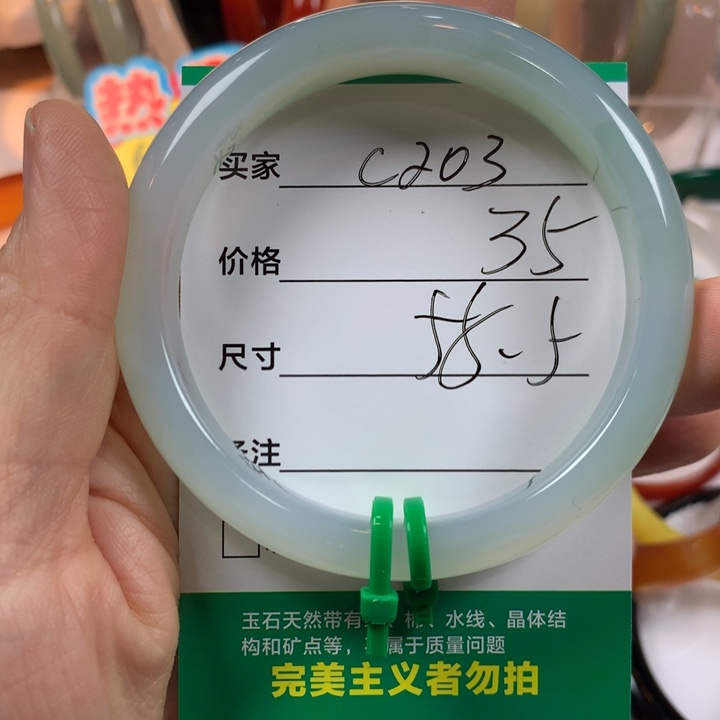 热
买家 C203
价格 35
尺寸 58.5
注
玉石天然带有、棉、水线、晶体结
构和矿点等，属于质量问题
完美主义者勿拍